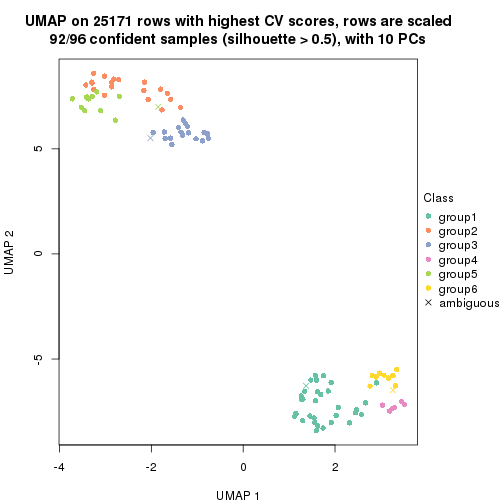 UMAP on 25171 rows with highest CV scores, rows are scaled
92/96 confident samples (silhouette > 0.5), with 10 PCs
5
0
-5
UMAP 2
-4
-2
0
2
UMAP 1
Class
group1
group2
group3
group4
group5
group6
ambiguous